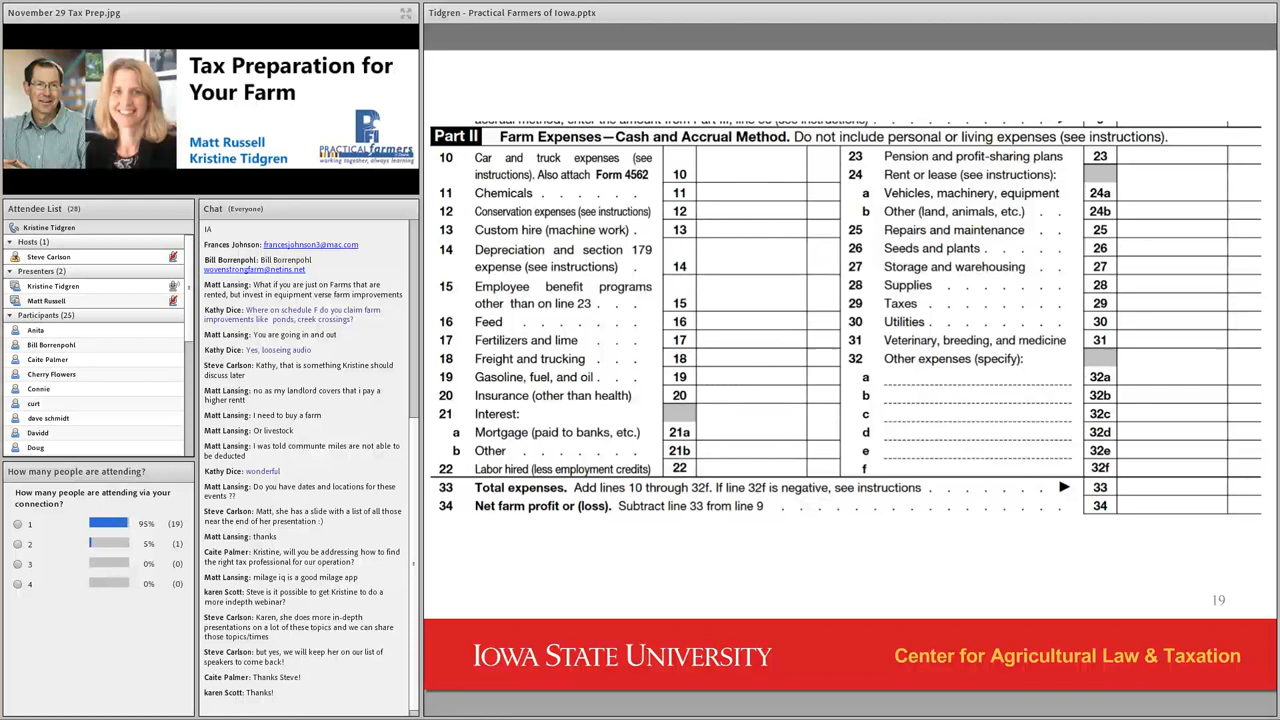 November 29 Tax Prep.jpg
Tax Preparation for
Your Farm
Matt Russell
Kristine Tidgren
PFI
PRACTICAL farmers
working together, always learning
Attendee List (28)
Kristine Tidgren
Hosts (1)
Steve Carlson
Presenters (2)
Kristine Tidgren
Matt Russell
Participants (25)
Anita
Bill Borrenpohl
Caite Palmer
Cherry Flowers
Connie
curt
dave schmidt
Davidd
Doug
How many people are attending?
How many people are attending via your
connection?
1 95% (19)
2 5% (1)
3 0% (0)
4 0% (0)
Chat (Everyone)
IA
Frances Johnson: francesjohnson3@mac.com
Bill Borrenpohl: Bill Borrenpohl
wovenstrongfarm@netins.net
Matt Lansing: What if you are just on Farms that are
rented, but invest in equipment verse farm improvements
Kathy Dice: Where on schedule F do you claim farm
improvements like ponds, creek crossings?
Matt Lansing: You are going in and out
Kathy Dice: Yes, looseing audio
Steve Carlson: Kathy, that is something Kristine should
discuss later
Matt Lansing: no as my landlord covers that i pay a
higher rentt
Matt Lansing: I need to buy a farm
Matt Lansing: Or livestock
Matt Lansing: I was told commute miles are not able to
be deducted
Kathy Dice: wonderful
Matt Lansing: Do you have dates and locations for these
events ??
Steve Carlson: Matt, she has a slide with a list of all those
near the end of her presentation :)
Matt Lansing: thanks
Caite Palmer: Kristine, will you be addressing how to find
the right tax professional for our operation?
Matt Lansing: milage iq is a good milage app
karen Scott: Steve is it possible to get Kristine to do a
more indepth webinar?
Steve Carlson: Karen, she does more in-depth
presentations on a lot of these topics and we can share
those topics/times
Steve Carlson: but yes, we will keep her on our list of
speakers to come back!
Caite Palmer: Thanks Steve!
karen Scott: Thanks!
Tidgren - Practical Farmers of Iowa.pptx
Part II Farm Expenses—Cash and Accrual Method. Do not include personal or living expenses (see instructions).
10 Car and truck expenses (see
instructions). Also attach Form 4562 10
11 Chemicals . . . . . 11
12 Conservation expenses (see instructions) 12
13 Custom hire (machine work) . 13
14 Depreciation and section 179
expense (see instructions) . 14
15 Employee benefit programs
other than on line 23 . . . 15
16 Feed . . . . . . 16
17 Fertilizers and lime . . . 17
18 Freight and trucking . . . 18
19 Gasoline, fuel, and oil . . . 19
20 Insurance (other than health) 20
21 Interest:
a Mortgage (paid to banks, etc.) 21a
b Other . . . . . . 21b
22 Labor hired (less employment credits) 22
23 Pension and profit-sharing plans 23
24 Rent or lease (see instructions):
a Vehicles, machinery, equipment 24a
b Other (land, animals, etc.) . . 24b
25 Repairs and maintenance . . 25
26 Seeds and plants . . . . 26
27 Storage and warehousing . . 27
28 Supplies . . . . . . 28
29 Taxes . . . . . . 29
30 Utilities . . . . . . 30
31 Veterinary, breeding, and medicine 31
32 Other expenses (specify):
a 32a
b 32b
c 32c
d 32d
e 32e
f 32f
33 Total expenses. Add lines 10 through 32f. If line 32f is negative, see instructions . . . . . . 33
34 Net farm profit or (loss). Subtract line 33 from line 9 . . . . . . . . . . . . 34
19
IOWA STATE UNIVERSITY
Center for Agricultural Law & Taxation